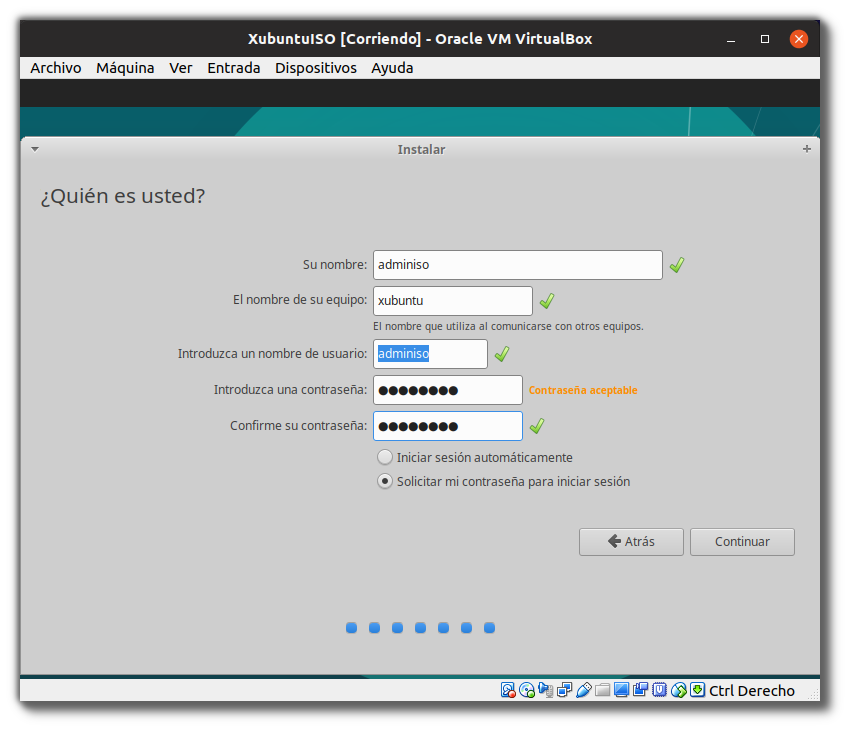 XubuntuISO [Corriendo] - Oracle VM VirtualBox
Archivo Máquina Ver Entrada Dispositivos Ayuda
Instalar
¿Quién es usted?
Su nombre: adminiso
El nombre de su equipo: xubuntu
El nombre que utiliza al comunicarse con otros equipos.
Introduzca un nombre de usuario: adminiso
Introduzca una contraseña: ●●●●●●●● Contraseña aceptable
Confirme su contraseña: ●●●●●●●●
Iniciar sesión automáticamente
Solicitar mi contraseña para iniciar sesión
Atrás Continuar
Ctrl Derecho